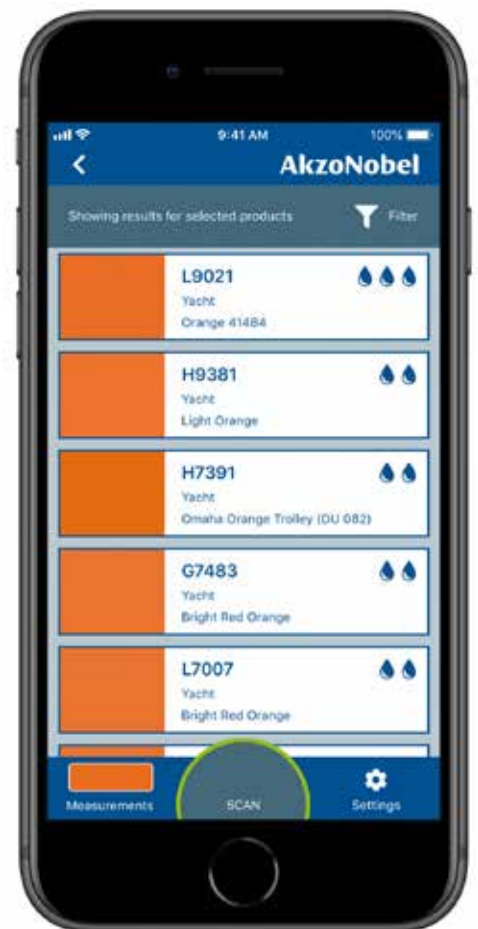 9:41 AM
100%
AkzoNobel
Showing results for selected products
Filter
L9021
Yacht
Orange 41484
H9381
Yacht
Light Orange
H7391
Yacht
Omaha Orange Trolley (DU 082)
G7483
Yacht
Bright Red Orange
L7007
Yacht
Bright Red Orange
Measurements
SCAN
Settings